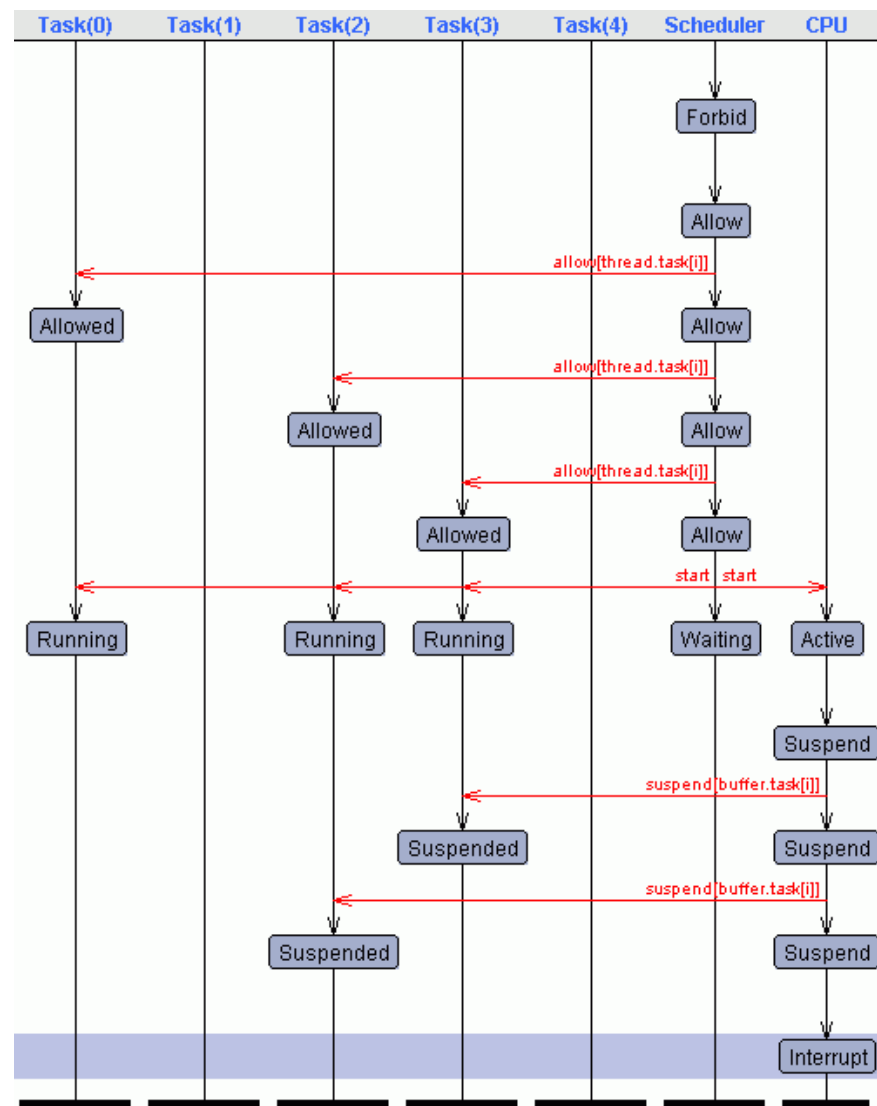 Task(0) Task(1) Task(2) Task(3) Task(4) Scheduler CPU
Forbid
Allow
allow[thread.task[i]]
Allowed Allow
allow[thread.task[i]]
Allowed Allow
allow[thread.task[i]]
Allowed Allow
start start
Running Running Running Waiting Active
Suspend
suspend[buffer.task[i]]
Suspended Suspend
suspend[buffer.task[i]]
Suspended Suspend
Interrupt